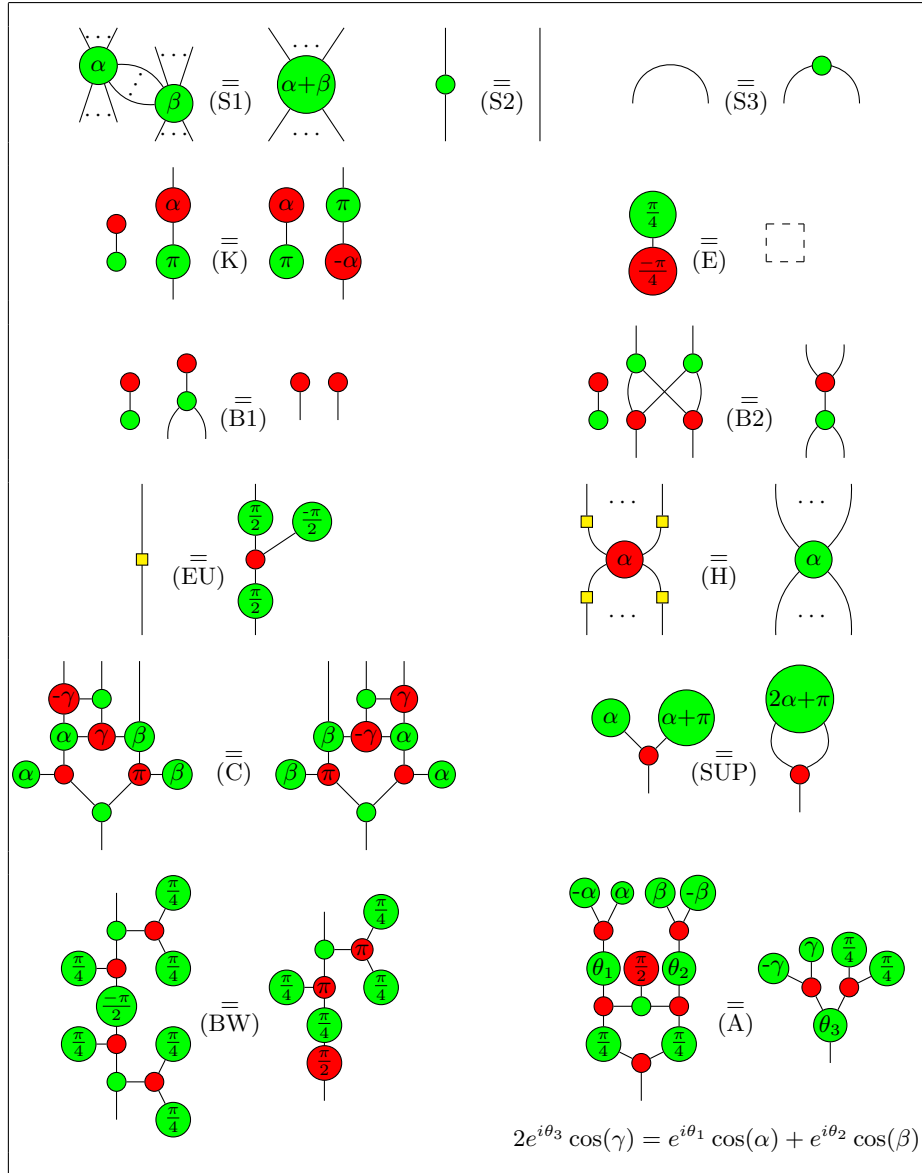 α β ═ (S1) α+β ═ (S2) ═ (S3)
α π ═ (K) α π π -α π/4 -π/4 ═ (E)
═ (B1) ═ (B2)
═ (EU) π/2 -π/2 π/2 α ═ (H) α
-γ γ
α γ β ═ (C) β -γ α α α+π ═ (SUP) 2α+π
α π β β π α
π/4 π/4 π/4 -π/2 π/4 π/4 π/4 ═ (BW) π/4 π π/4 π π/4 π/4 π/2
-α α β -β
θ₁ π/2 θ₂ -γ γ π/4 π/4
π/4 π/4 ═ (A) θ₃
2e^{iθ₃} cos(γ) = e^{iθ₁} cos(α) + e^{iθ₂} cos(β)